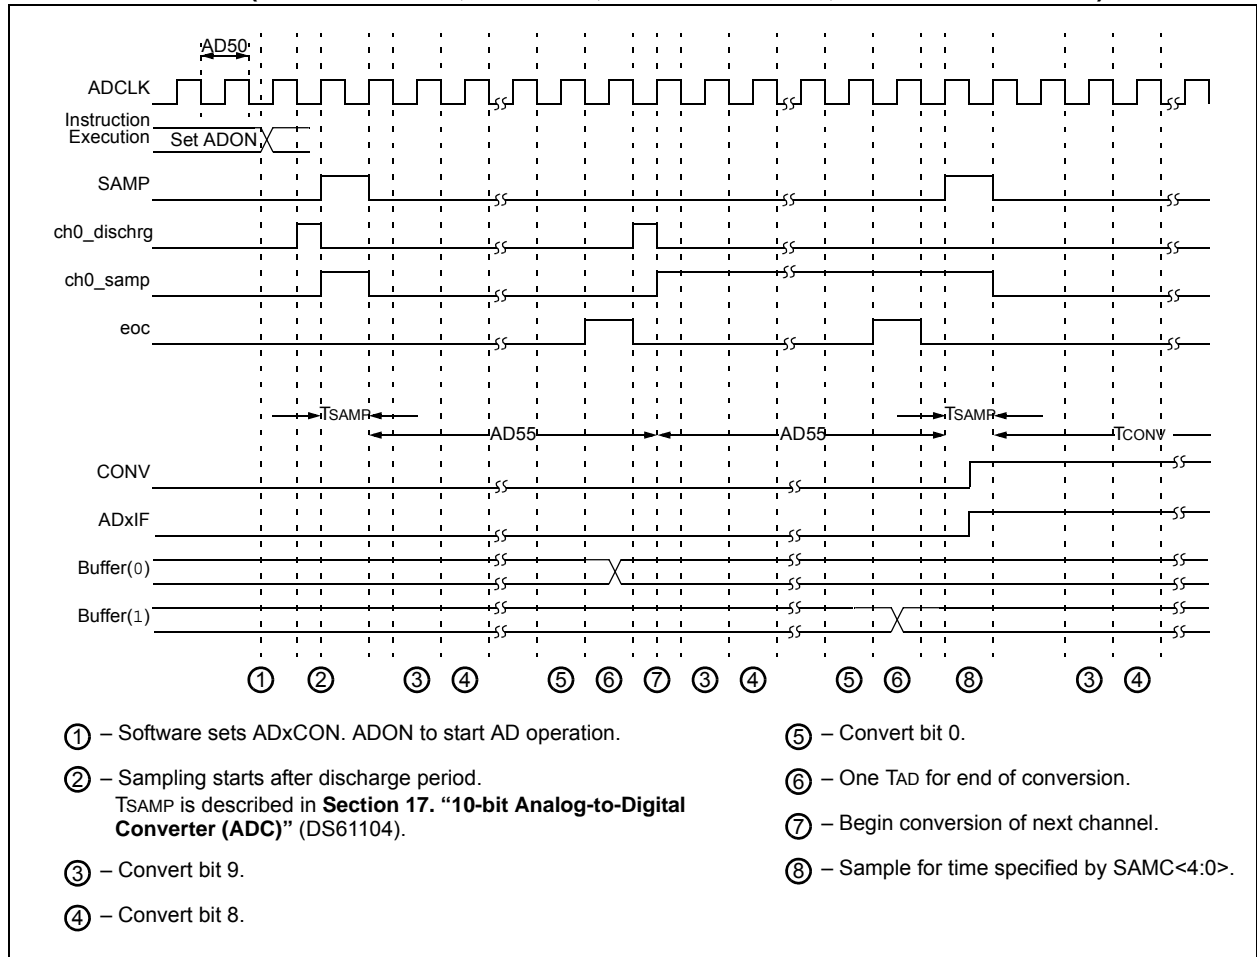 AD50
ADCLK
Instruction
Execution
Set ADON
SAMP
ch0_dischrg
ch0_samp
eoc
TSAMP
TSAMP
AD55
AD55
TCONV
CONV
ADxIF
Buffer(0)
Buffer(1)
1 2 3 4 5 6 7 3 4 5 6 8 3 4
1 – Software sets ADxCON. ADON to start AD operation.
2 – Sampling starts after discharge period.
TSAMP is described in Section 17. “10-bit Analog-to-Digital
Converter (ADC)” (DS61104).
3 – Convert bit 9.
4 – Convert bit 8.
5 – Convert bit 0.
6 – One TAD for end of conversion.
7 – Begin conversion of next channel.
8 – Sample for time specified by SAMC<4:0>.